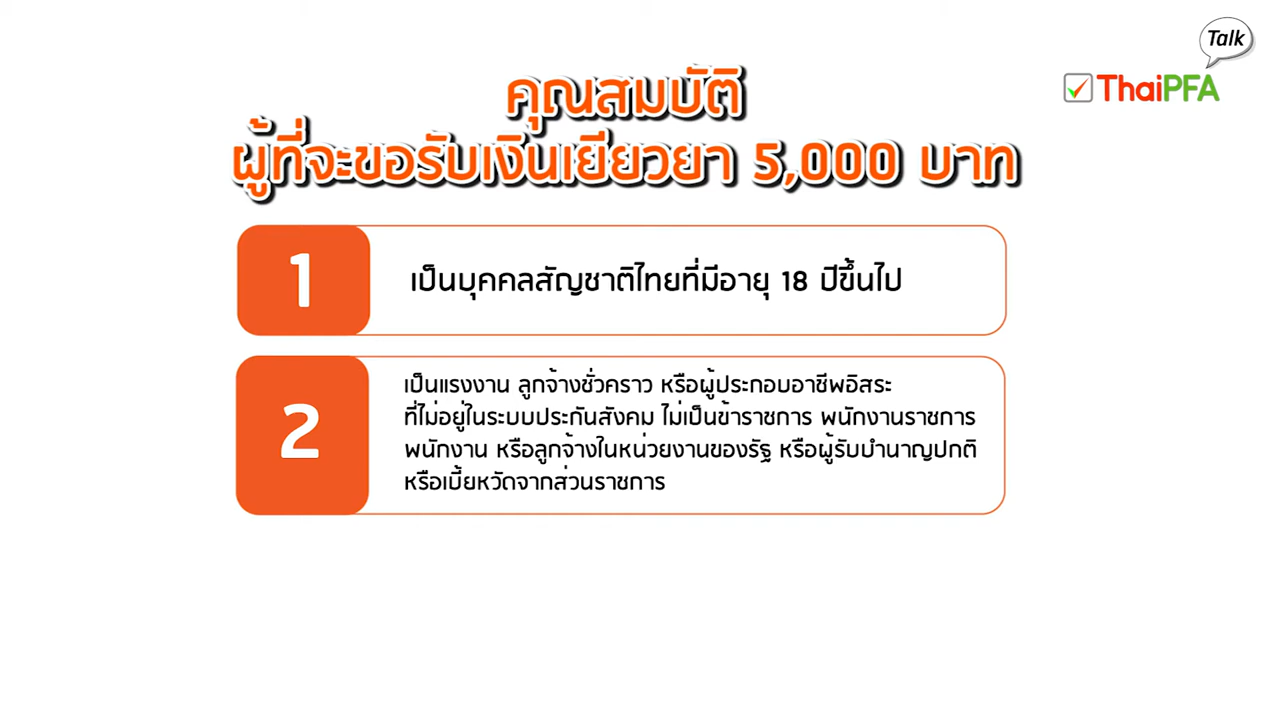 Talk
ThaiPFA
คุณสมบัติ
ผู้ที่จะขอรับเงินเยียวยา 5,000 บาท
1
เป็นบุคคลสัญชาติไทยที่มีอายุ 18 ปีขึ้นไป
2
เป็นแรงงาน ลูกจ้างชั่วคราว หรือผู้ประกอบอาชีพอิสระ
ที่ไม่อยู่ในระบบประกันสังคม ไม่เป็นข้าราชการ พนักงานราชการ
พนักงาน หรือลูกจ้างในหน่วยงานของรัฐ หรือผู้รับบำนาญปกติ
หรือเบี้ยหวัดจากส่วนราชการ